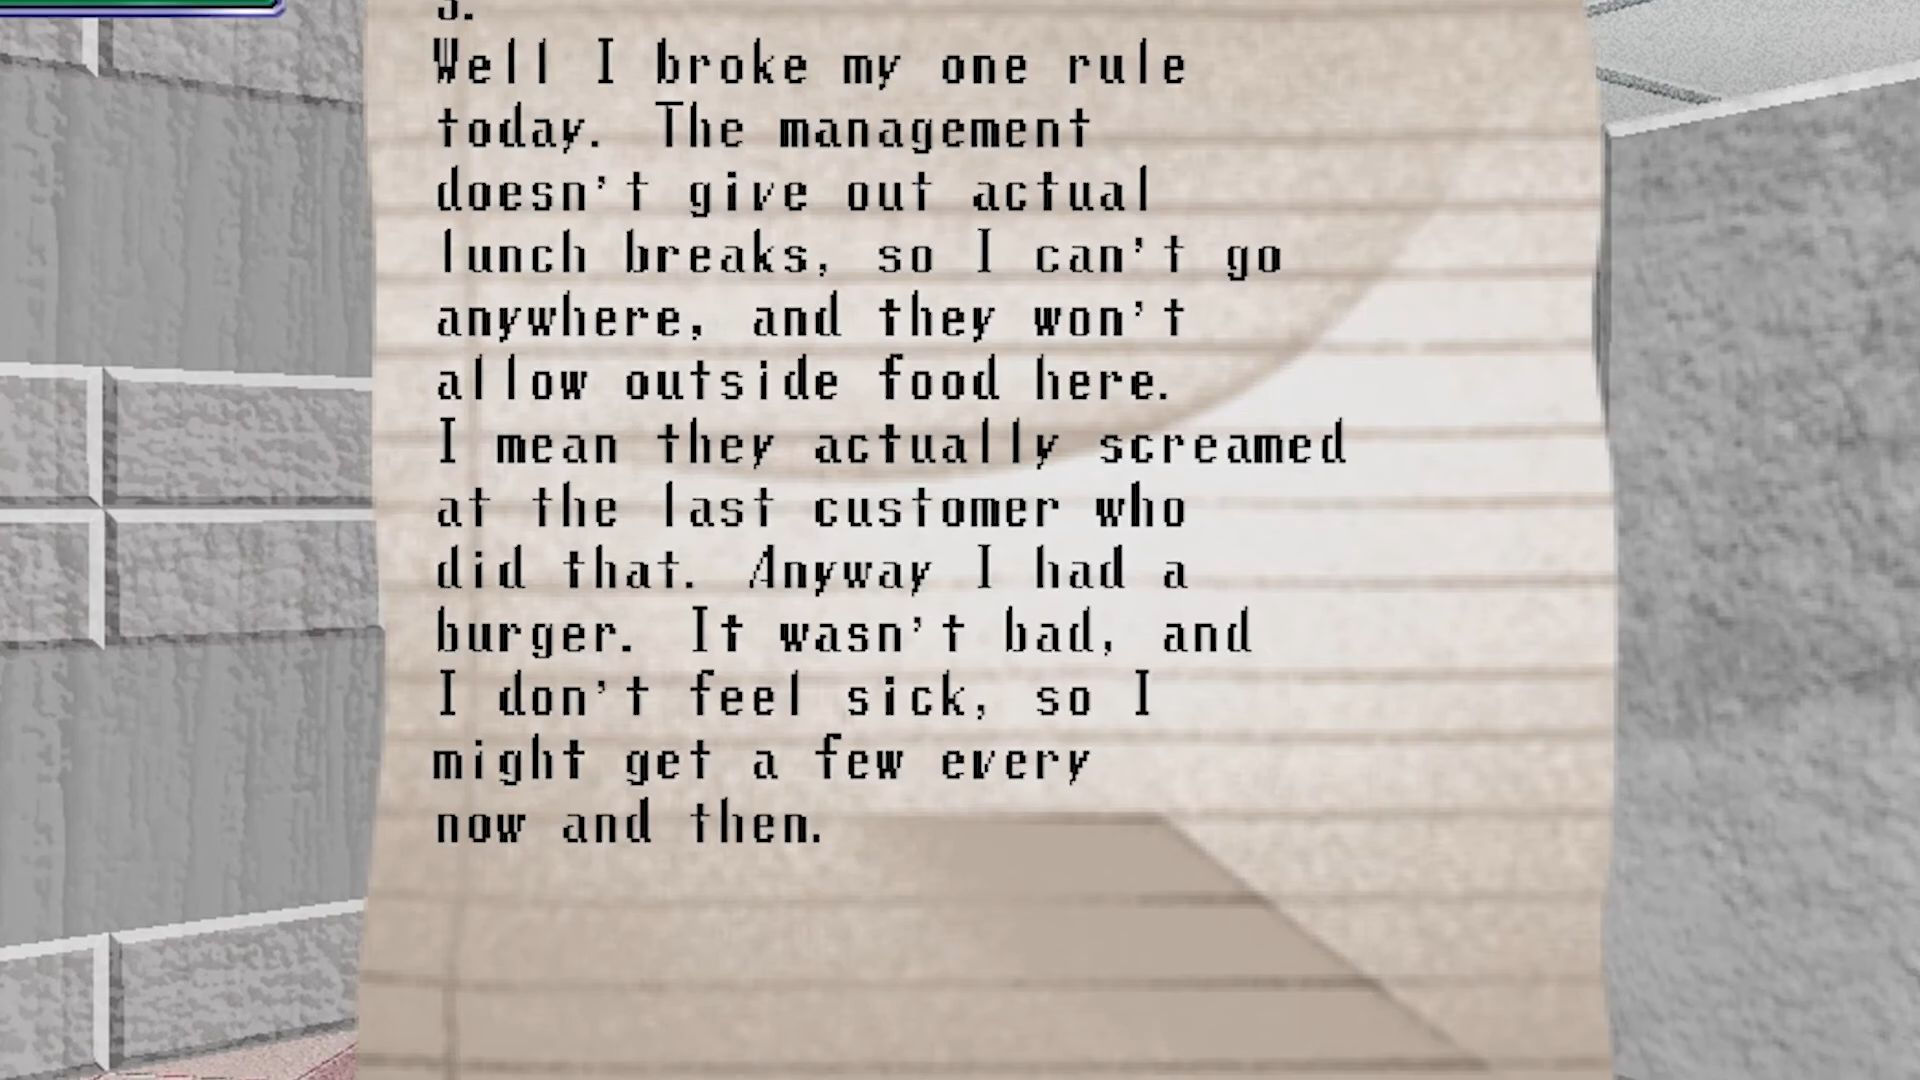 3.
Well I broke my one rule
today. The management
doesn't give out actual
lunch breaks, so I can't go
anywhere, and they won't
allow outside food here.
I mean they actually screamed
at the last customer who
did that. Anyway I had a
burger. It wasn't bad, and
I don't feel sick, so I
might get a few every
now and then.